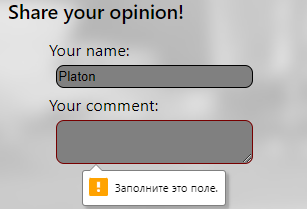 Share your opinion!
Your name:
Platon
Your comment:
Заполните это поле.